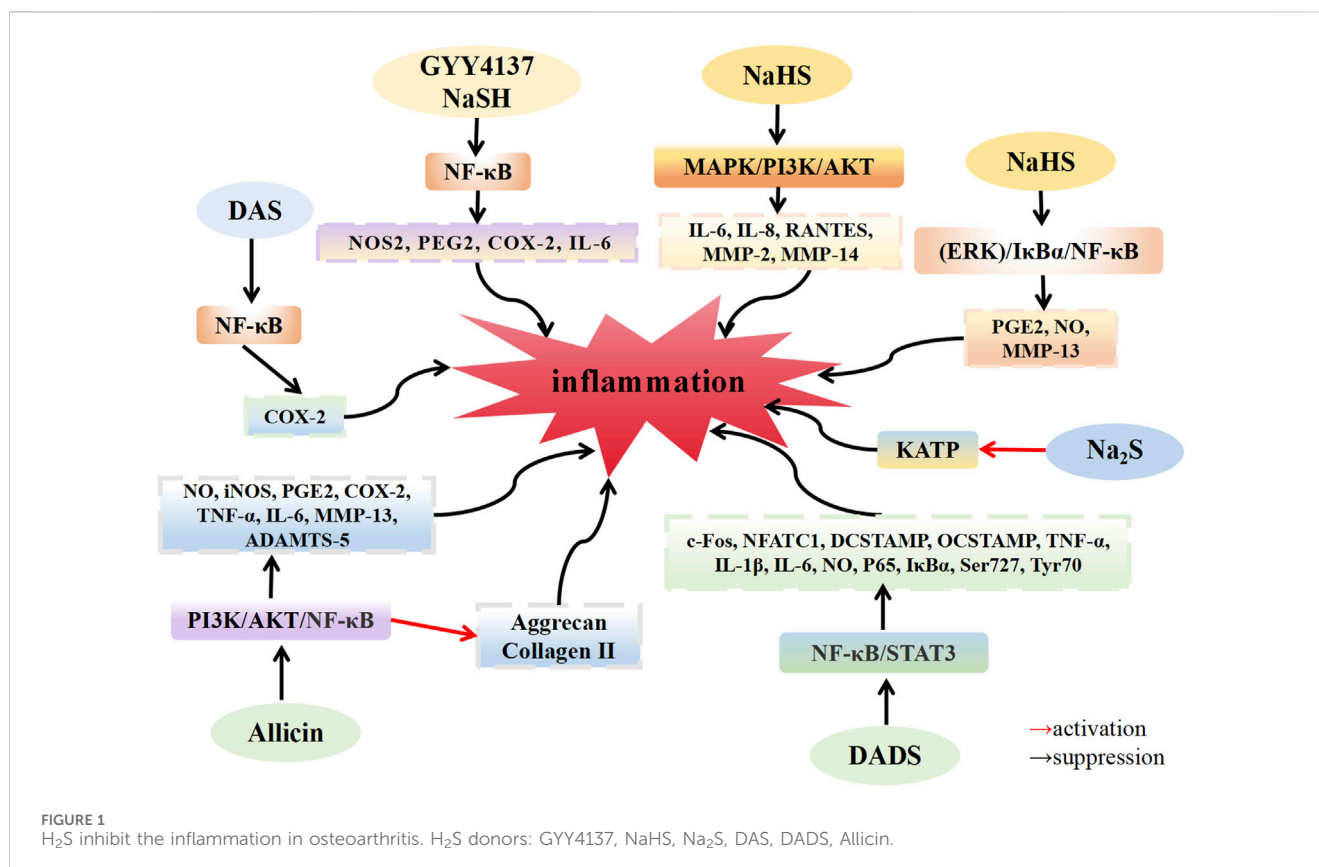 GYY4137
NaSH
NF-κB
NOS2, PEG2, COX-2, IL-6
NaHS
MAPK/PI3K/AKT
IL-6, IL-8, RANTES,
MMP-2, MMP-14
NaHS
(ERK)/IκBα/NF-κB
PGE2, NO,
MMP-13
DAS
NF-κB
COX-2
inflammation
KATP
Na₂S
NO, iNOS, PGE2, COX-2,
TNF-α, IL-6, MMP-13,
ADAMTS-5
PI3K/AKT/NF-κB
Allicin
Aggrecan
Collagen II
c-Fos, NFATC1, DCSTAMP, OCSTAMP, TNF-α,
IL-1β, IL-6, NO, P65, IκBα, Ser727, Tyr70
NF-κB/STAT3
DADS
→activation
→suppression
FIGURE 1
H₂S inhibit the inflammation in osteoarthritis. H₂S donors: GYY4137, NaHS, Na₂S, DAS, DADS, Allicin.